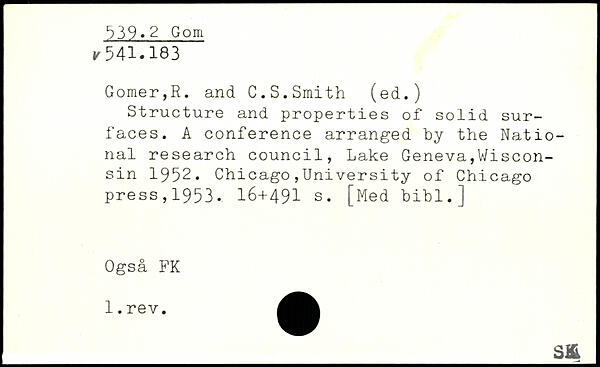 539.2 Gom
v 541.183
Gomer,R. and C.S.Smith (ed.)
Structure and properties of solid sur-
faces. A conference arranged by the Natio-
nal research council, Lake Geneva,Wiscon-
sin 1952. Chicago,University of Chicago
press,1953. 16+491 s. [Med bibl.]
Også FK
1.rev.
SK